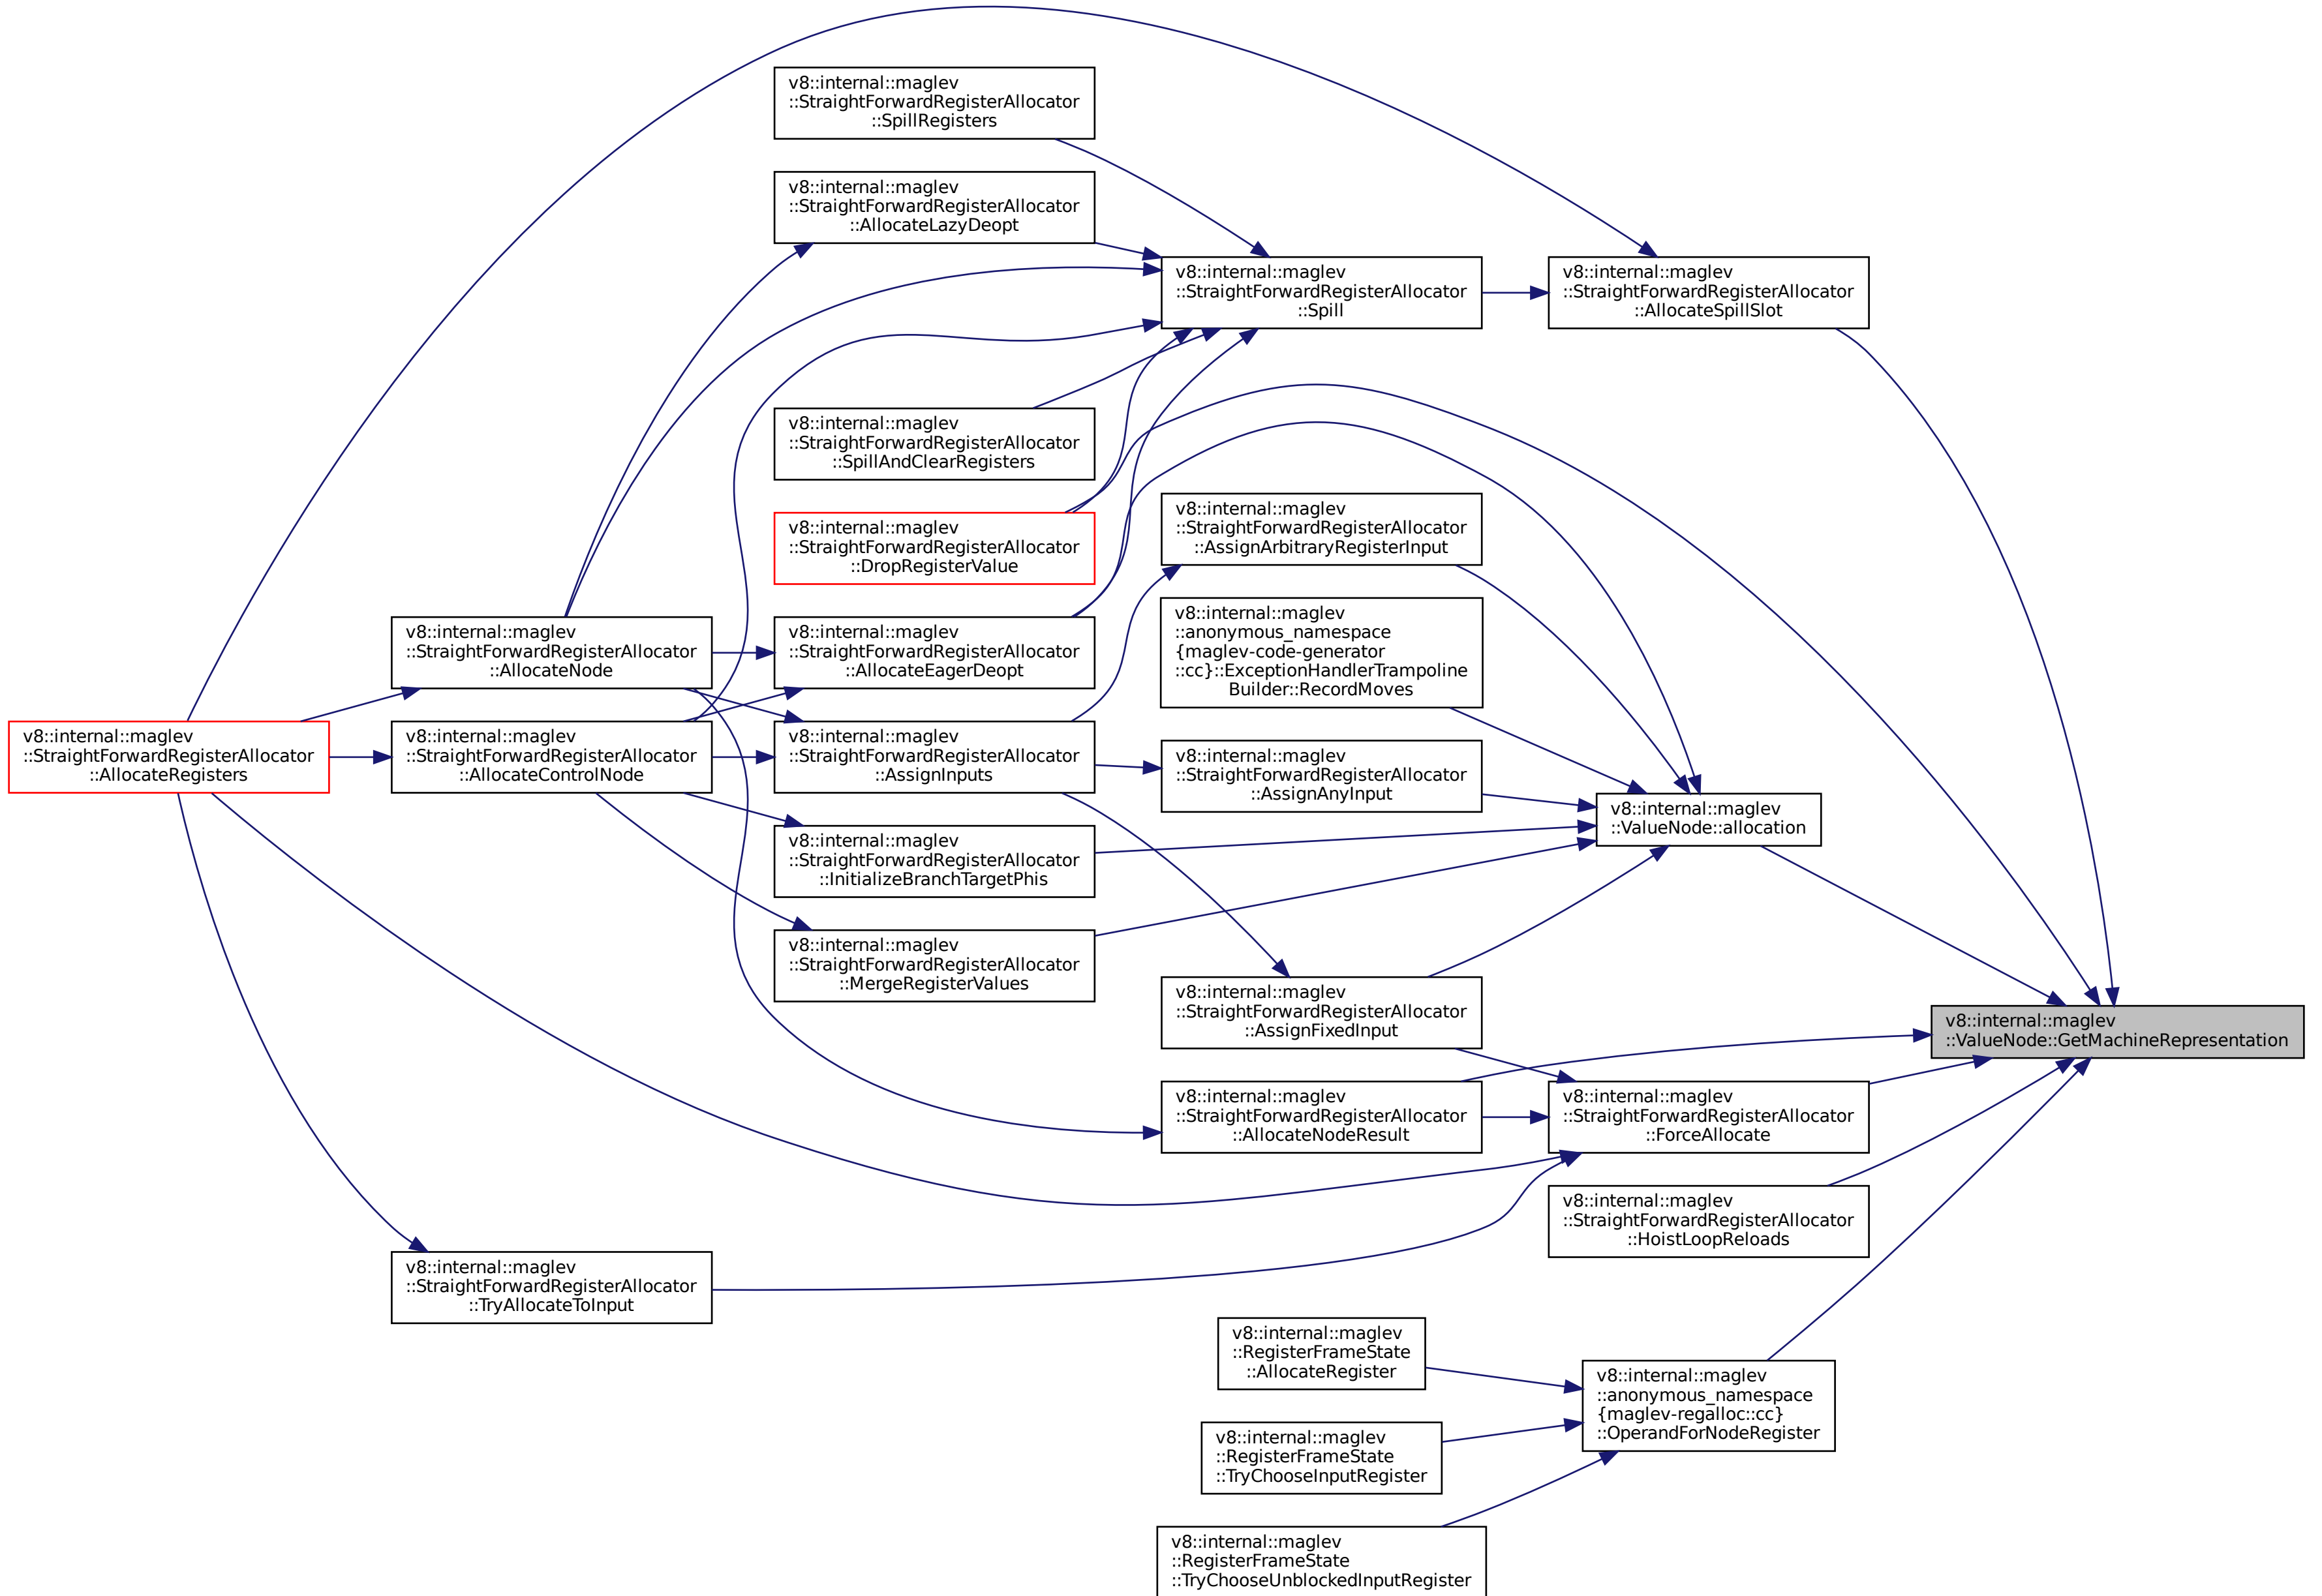 v8::internal::maglev
::StraightForwardRegisterAllocator
::SpillRegisters
v8::internal::maglev
::StraightForwardRegisterAllocator
::AllocateLazyDeopt
v8::internal::maglev
::StraightForwardRegisterAllocator
::Spill
v8::internal::maglev
::StraightForwardRegisterAllocator
::AllocateSpillSlot
v8::internal::maglev
::StraightForwardRegisterAllocator
::SpillAndClearRegisters
v8::internal::maglev
::StraightForwardRegisterAllocator
::DropRegisterValue
v8::internal::maglev
::StraightForwardRegisterAllocator
::AssignArbitraryRegisterInput
v8::internal::maglev
::anonymous_namespace
{maglev-code-generator
::cc}::ExceptionHandlerTrampoline
Builder::RecordMoves
v8::internal::maglev
::StraightForwardRegisterAllocator
::AllocateNode
v8::internal::maglev
::StraightForwardRegisterAllocator
::AllocateEagerDeopt
v8::internal::maglev
::StraightForwardRegisterAllocator
::AllocateRegisters
v8::internal::maglev
::StraightForwardRegisterAllocator
::AllocateControlNode
v8::internal::maglev
::StraightForwardRegisterAllocator
::AssignInputs
v8::internal::maglev
::StraightForwardRegisterAllocator
::AssignAnyInput
v8::internal::maglev
::ValueNode::allocation
v8::internal::maglev
::StraightForwardRegisterAllocator
::InitializeBranchTargetPhis
v8::internal::maglev
::StraightForwardRegisterAllocator
::MergeRegisterValues
v8::internal::maglev
::StraightForwardRegisterAllocator
::AssignFixedInput
v8::internal::maglev
::ValueNode::GetMachineRepresentation
v8::internal::maglev
::StraightForwardRegisterAllocator
::AllocateNodeResult
v8::internal::maglev
::StraightForwardRegisterAllocator
::ForceAllocate
v8::internal::maglev
::StraightForwardRegisterAllocator
::HoistLoopReloads
v8::internal::maglev
::StraightForwardRegisterAllocator
::TryAllocateToInput
v8::internal::maglev
::RegisterFrameState
::AllocateRegister
v8::internal::maglev
::anonymous_namespace
{maglev-regalloc::cc}
::OperandForNodeRegister
v8::internal::maglev
::RegisterFrameState
::TryChooseInputRegister
v8::internal::maglev
::RegisterFrameState
::TryChooseUnblockedInputRegister